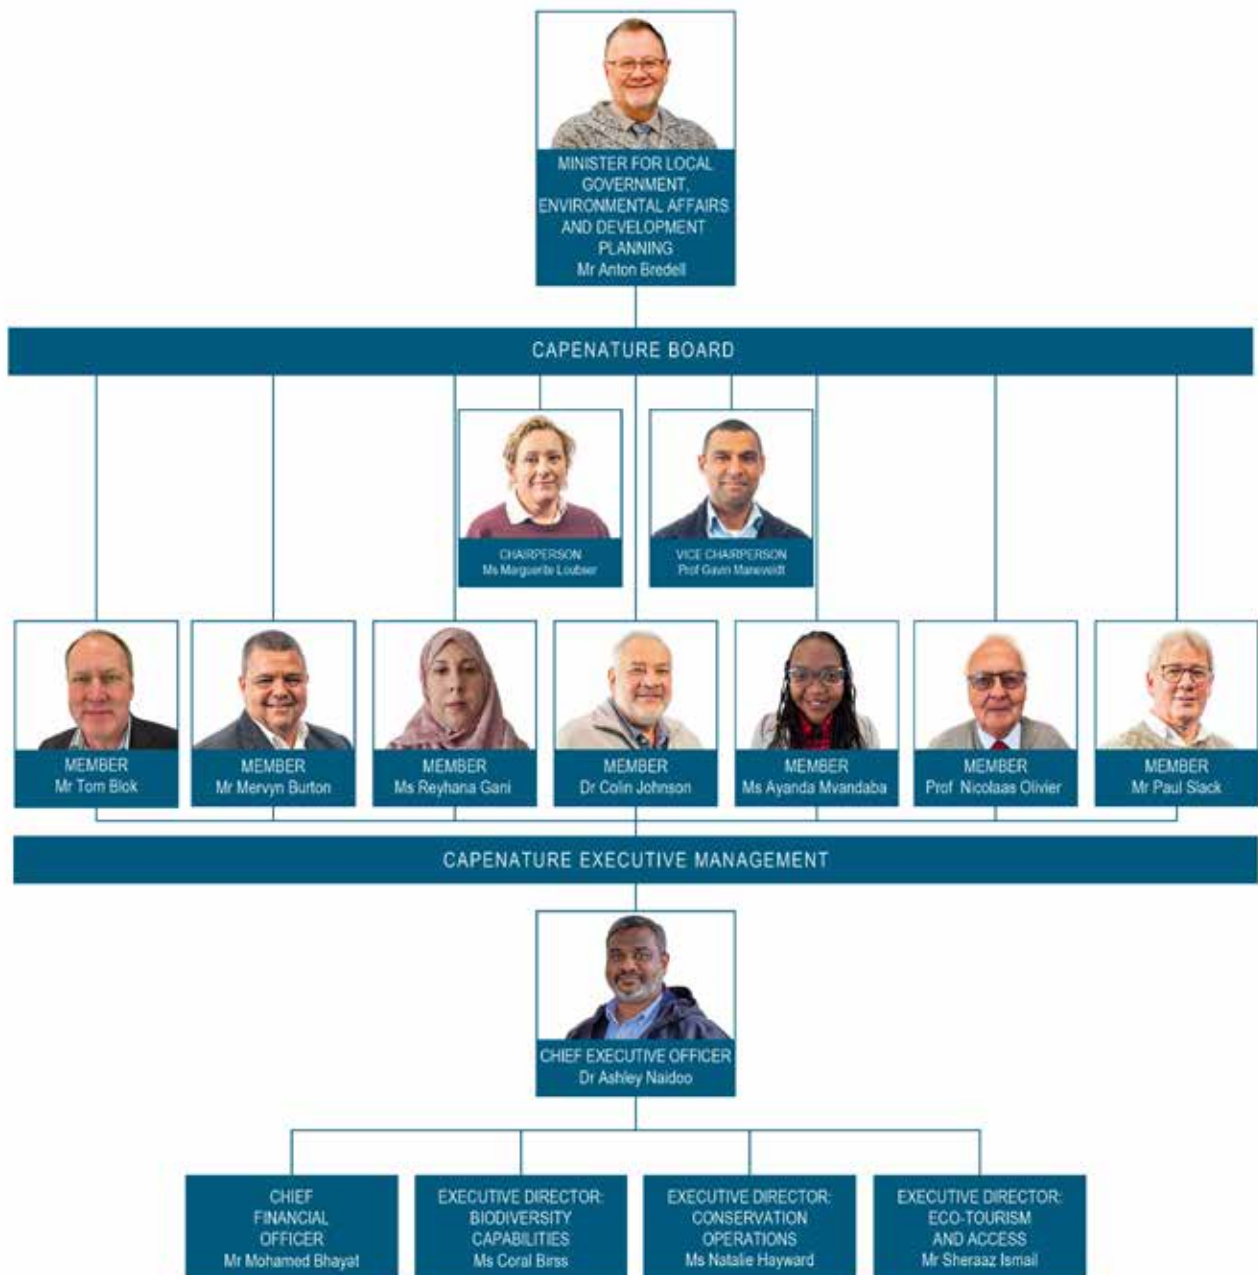 MINISTER FOR LOCAL
GOVERNMENT,
ENVIRONMENTAL AFFAIRS
AND DEVELOPMENT
PLANNING
Mr Anton Bredell
CAPENATURE BOARD
CHAIRPERSON
Ms Marguerite Loubser
VICE CHAIRPERSON
Prof Gavin Maneveldt
MEMBER
Mr Tom Blok
MEMBER
Mr Mervyn Burton
MEMBER
Ms Reyhana Gani
MEMBER
Dr Colin Johnson
MEMBER
Ms Ayanda Mvandaba
MEMBER
Prof Nicolaas Olivier
MEMBER
Mr Paul Slack
CAPENATURE EXECUTIVE MANAGEMENT
CHIEF EXECUTIVE OFFICER
Dr Ashley Naidoo
CHIEF
FINANCIAL
OFFICER
Mr Mohamed Bhayat
EXECUTIVE DIRECTOR:
BIODIVERSITY
CAPABILITIES
Ms Coral Birss
EXECUTIVE DIRECTOR:
CONSERVATION
OPERATIONS
Ms Natalie Hayward
EXECUTIVE DIRECTOR:
ECO-TOURISM
AND ACCESS
Mr Sheraaz Ismail